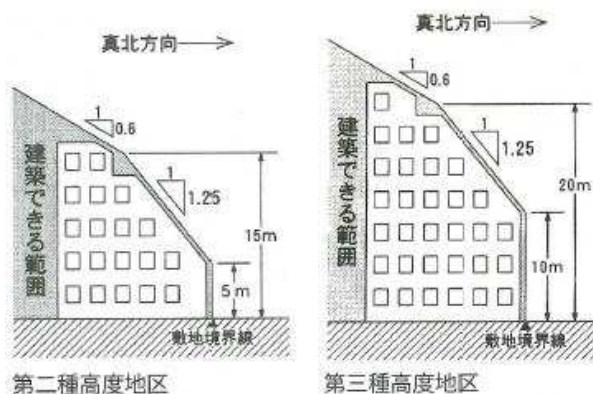 真北方向
1
0.6
1
1.25
15m
5m
建築できる範囲
敷地境界線
第二種高度地区
真北方向
1
0.6
1
1.25
20m
10m
建築できる範囲
敷地境界線
第三種高度地区